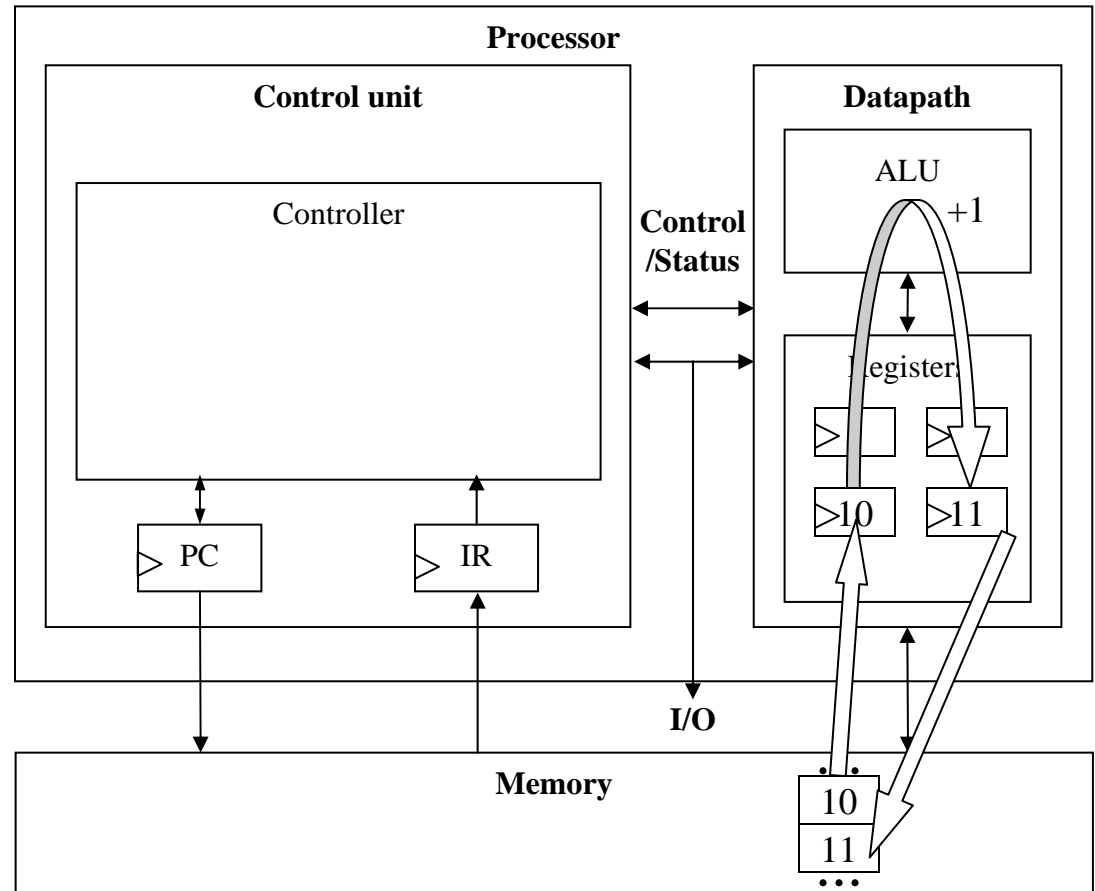 Processor
Control unit
Datapath
ALU
+1
Controller
Control
/Status
Registers
10
11
PC
IR
I/O
Memory
10
11